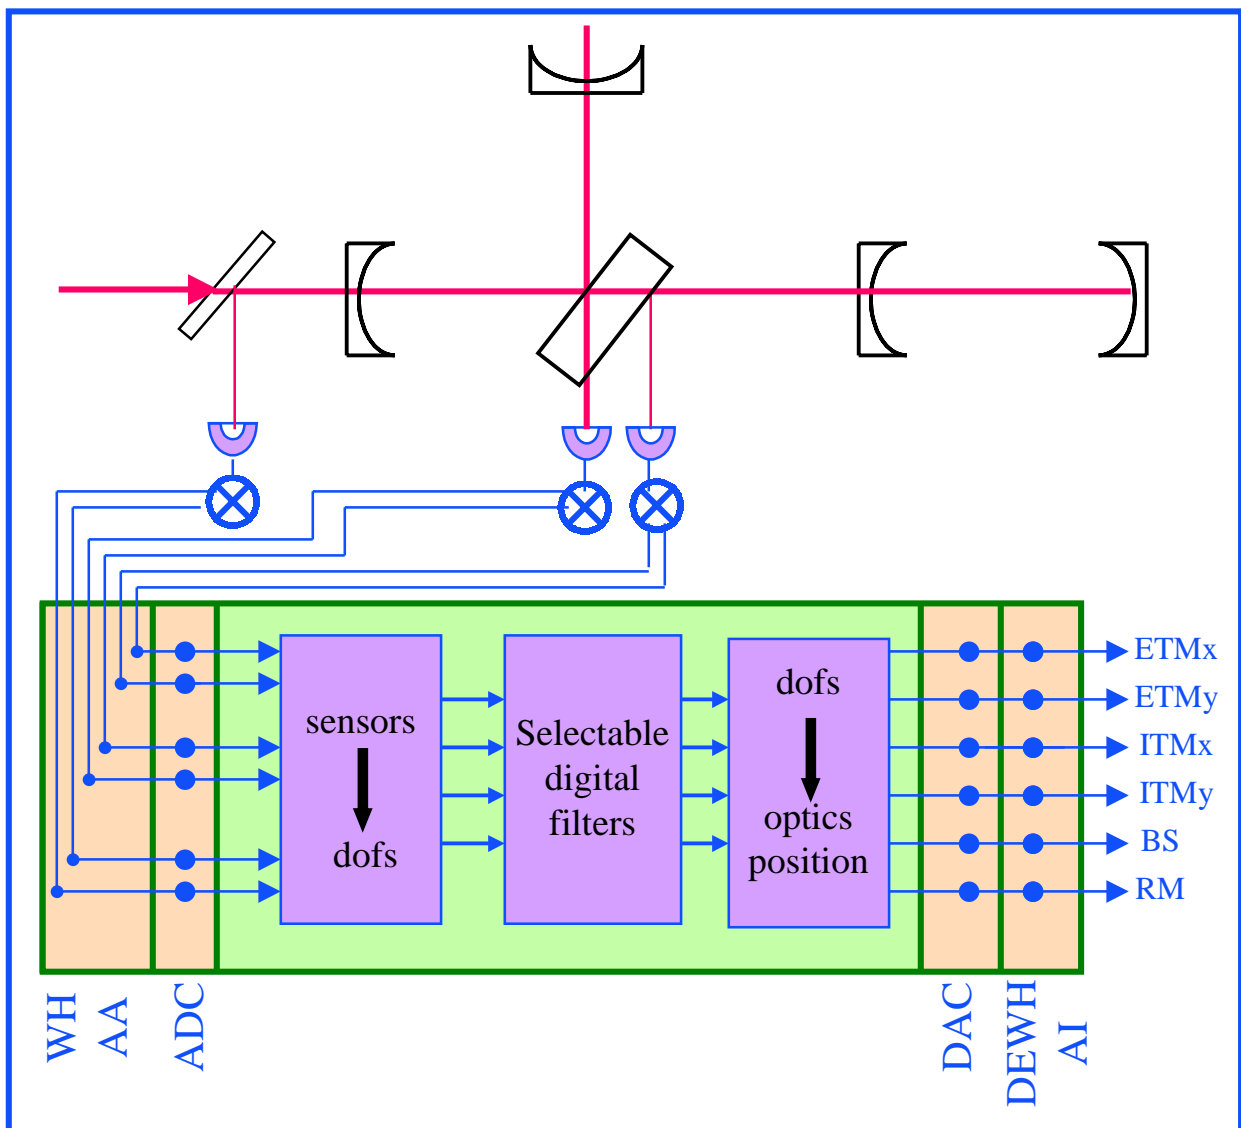 sensors
dofs
Selectable
digital
filters
dofs
optics
position
ETMx
ETMy
ITMx
ITMy
BS
RM
WH
AA
ADC
DAC
DEWH
AI